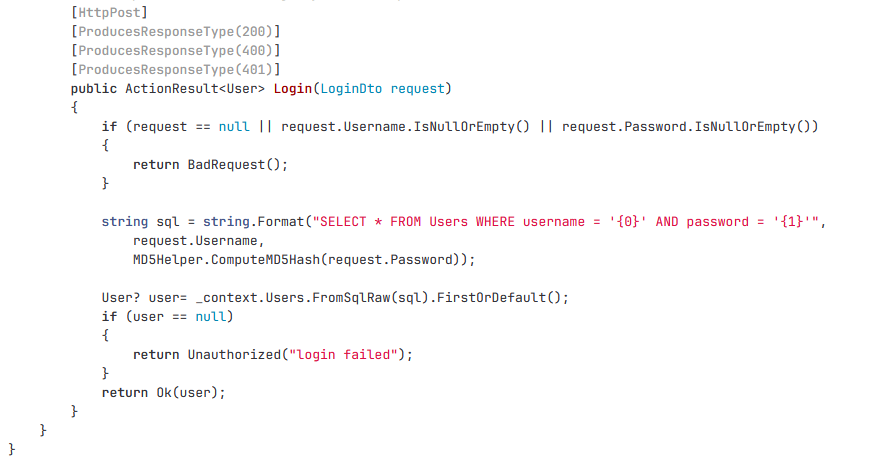 [HttpPost]
[ProducesResponseType(200)]
[ProducesResponseType(400)]
[ProducesResponseType(401)]
public ActionResult<User> Login(LoginDto request)
{
if (request == null || request.Username.IsNullOrEmpty() || request.Password.IsNullOrEmpty())
{
return BadRequest();
}
string sql = string.Format("SELECT * FROM Users WHERE username = '{0}' AND password = '{1}'",
request.Username,
MD5Helper.ComputeMD5Hash(request.Password));
User? user= _context.Users.FromSqlRaw(sql).FirstOrDefault();
if (user == null)
{
return Unauthorized("login failed");
}
return Ok(user);
}
}
}